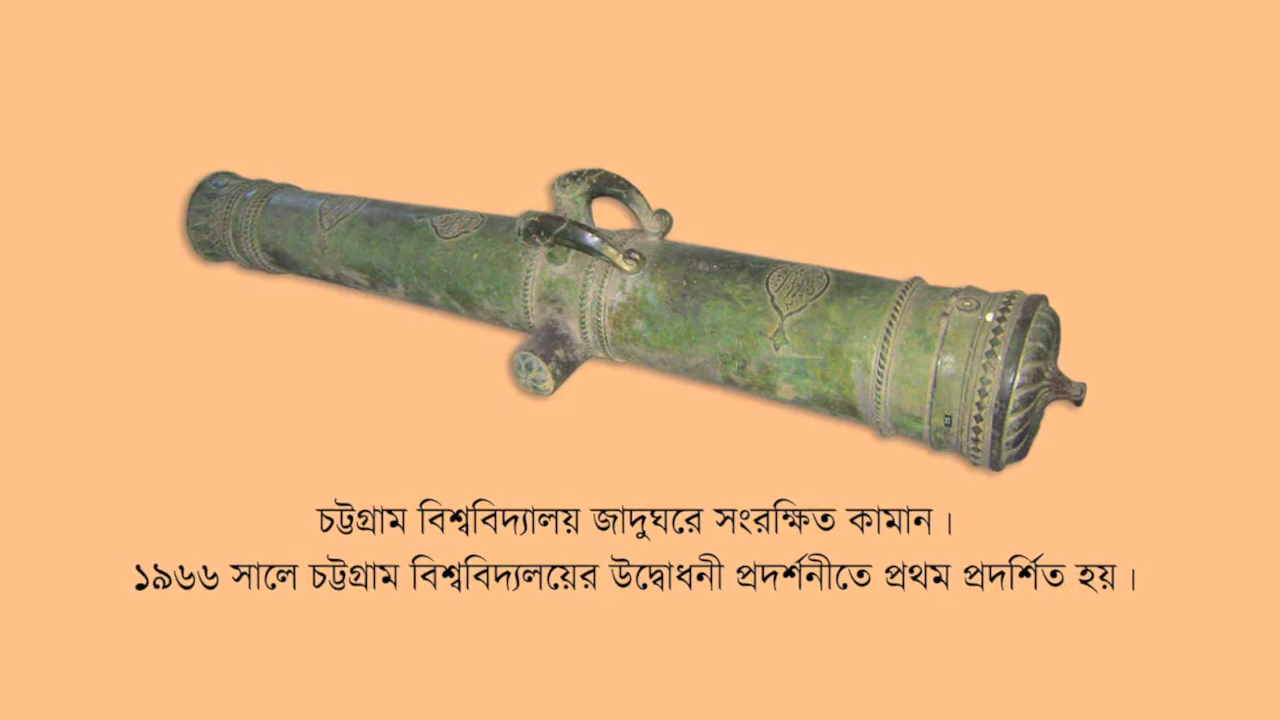 চট্টগ্রাম বিশ্ববিদ্যালয় জাদুঘরে সংরক্ষিত কামান।
১৯৬৬ সালে চট্টগ্রাম বিশ্ববিদ্যলয়ের উদ্বোধনী প্রদর্শনীতে প্রথম প্রদর্শিত হয়।